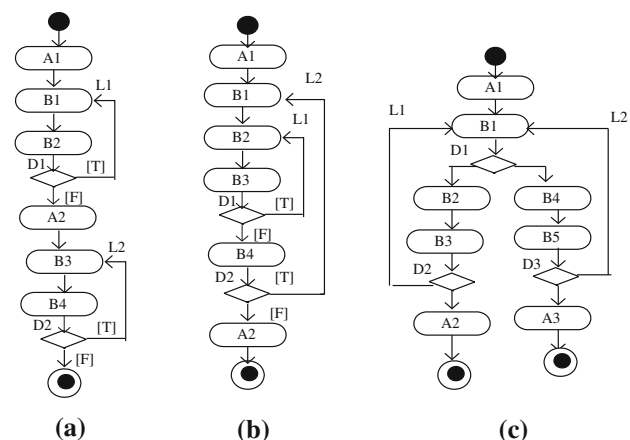 A1
L1
B1
B2
D1
[T]
[F]
A2
L2
B3
B4
D2
[T]
[F]
(a)
A1
L2
B1
L1
B2
B3
D1
[T]
[F]
B4
D2
[T]
[F]
A2
(b)
A1
L1
L2
B1
D1
B2
B4
B3
B5
D2
D3
A2
A3
(c)